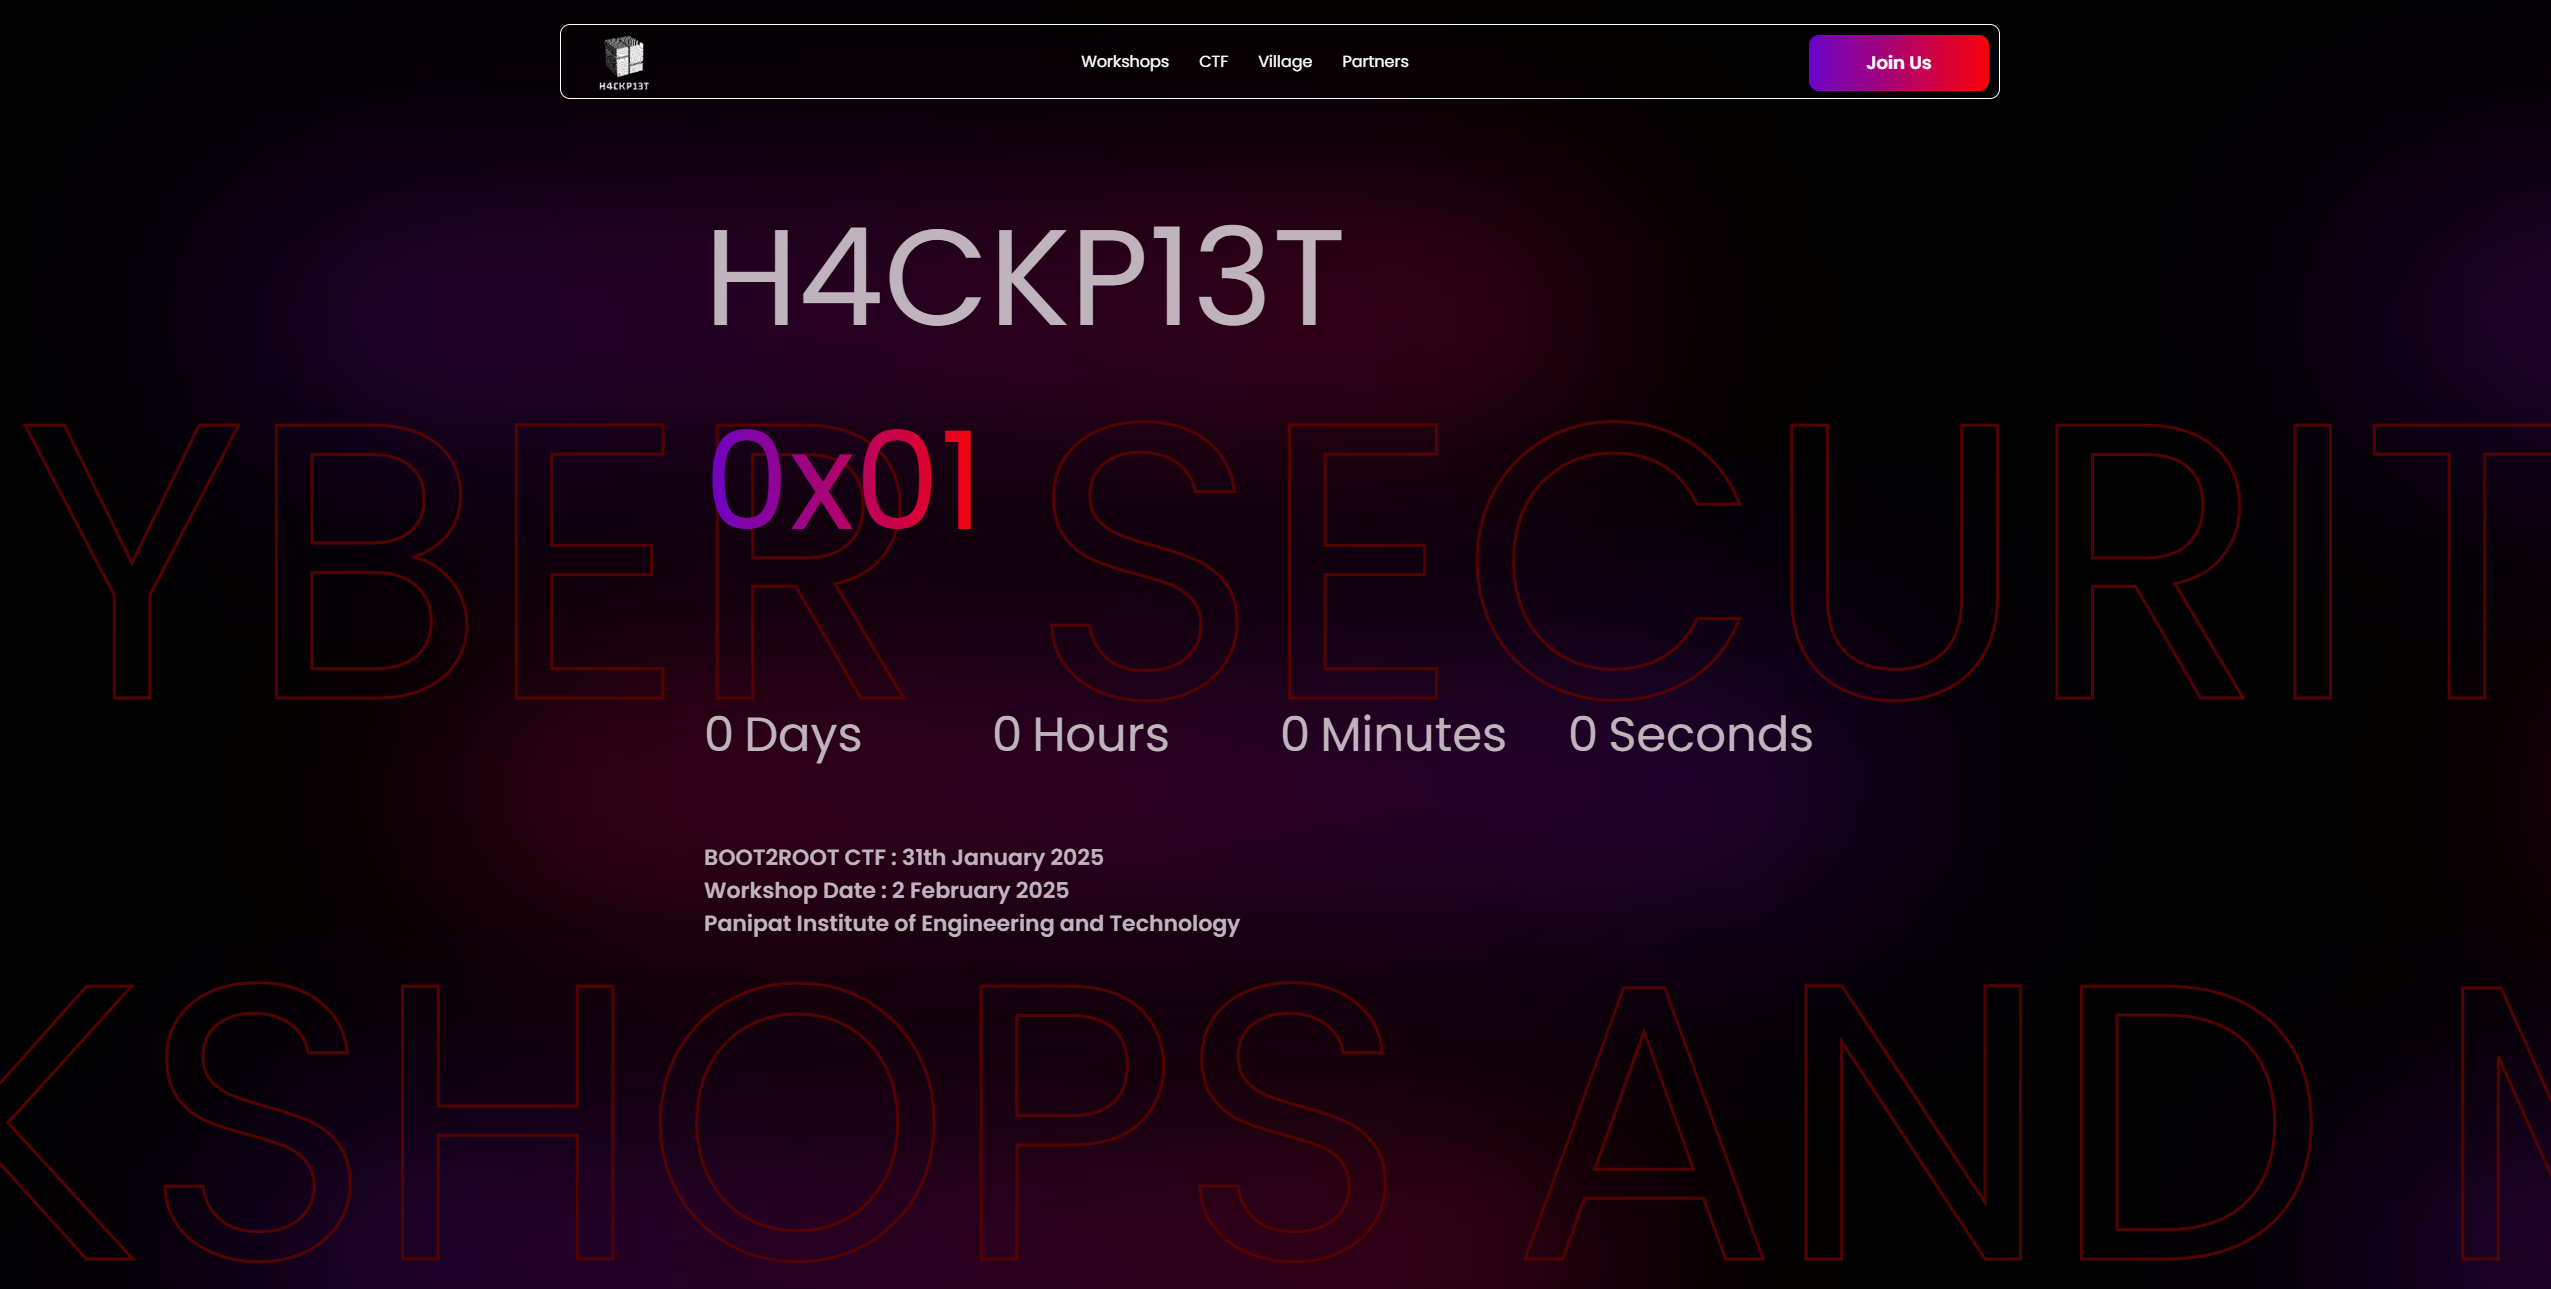 H4CKP13T
Workshops CTF Village Partners
Join Us
H4CKP13T
0x01
YBER SECURIT
0 Days 0 Hours 0 Minutes 0 Seconds
BOOT2ROOT CTF : 31th January 2025
Workshop Date : 2 February 2025
Panipat Institute of Engineering and Technology
KSHOPS AND